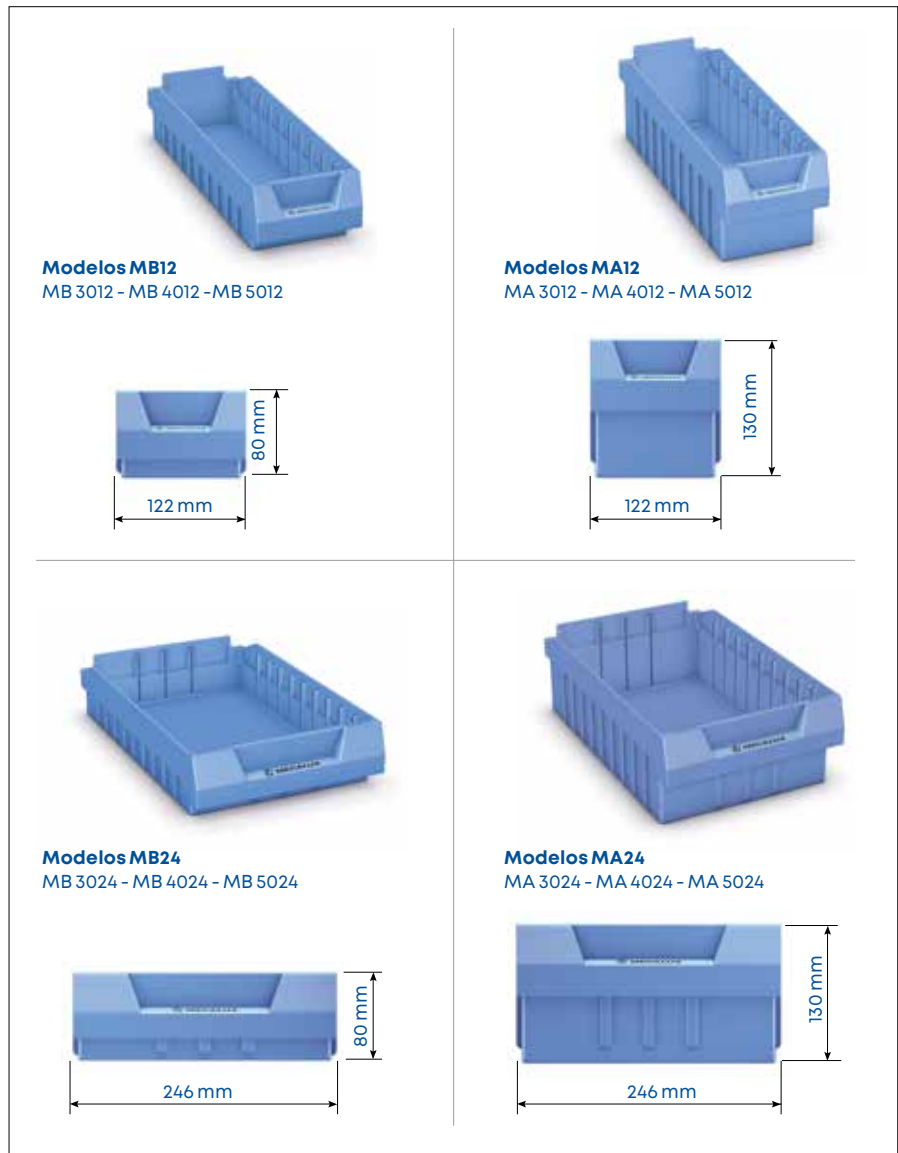 Modelos MB12
MB 3012 - MB 4012 -MB 5012
80 mm
122 mm
Modelos MA12
MA 3012 - MA 4012 - MA 5012
130 mm
122 mm
Modelos MB24
MB 3024 - MB 4024 - MB 5024
80 mm
246 mm
Modelos MA24
MA 3024 - MA 4024 - MA 5024
130 mm
246 mm